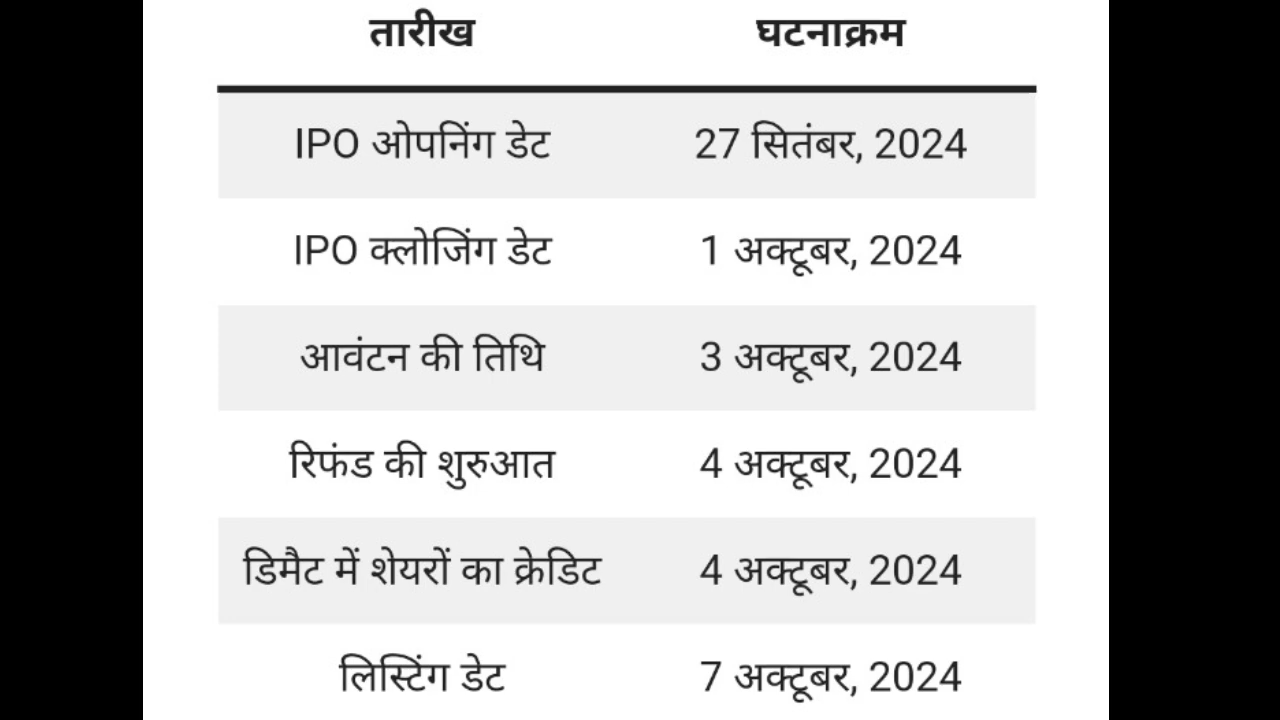 तारीख घटनाक्रम
IPO ओपनिंग डेट 27 सितंबर, 2024
IPO क्लोजिंग डेट 1 अक्टूबर, 2024
आवंटन की तिथि 3 अक्टूबर, 2024
रिफंड की शुरुआत 4 अक्टूबर, 2024
डिमैट में शेयरों का क्रेडिट 4 अक्टूबर, 2024
लिस्टिंग डेट 7 अक्टूबर, 2024